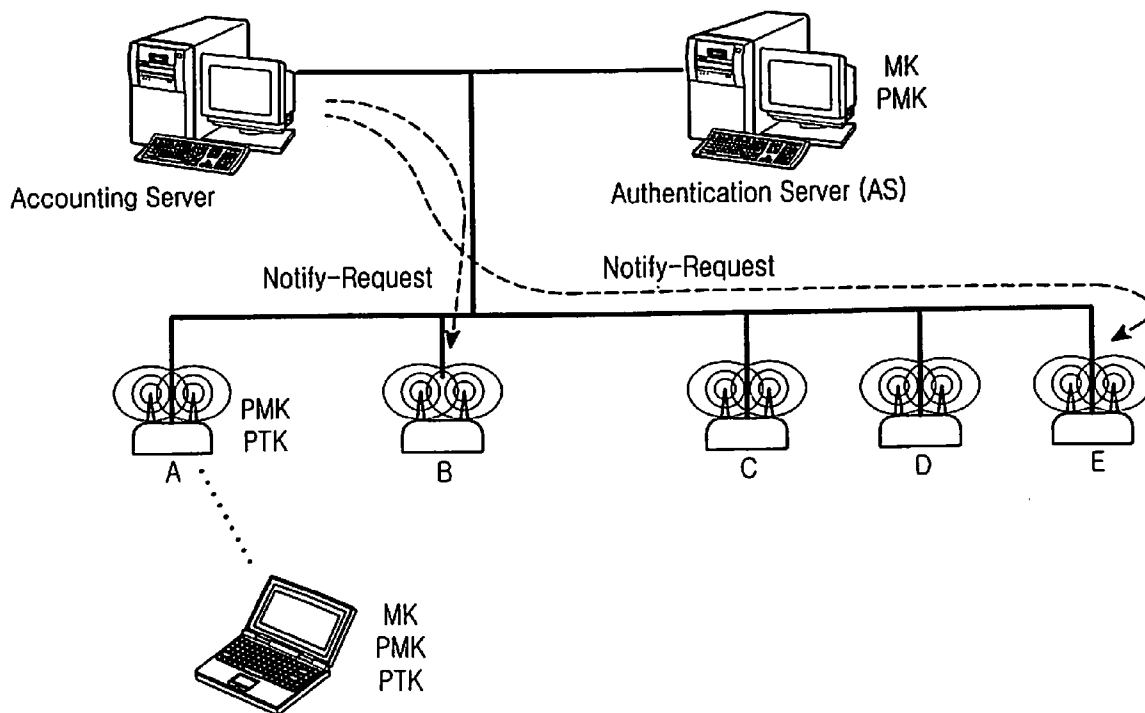 MK
PMK
Accounting Server
Authentication Server (AS)
Notify-Request
Notify-Request
PMK
PTK
A
B
C
D
E
MK
PMK
PTK